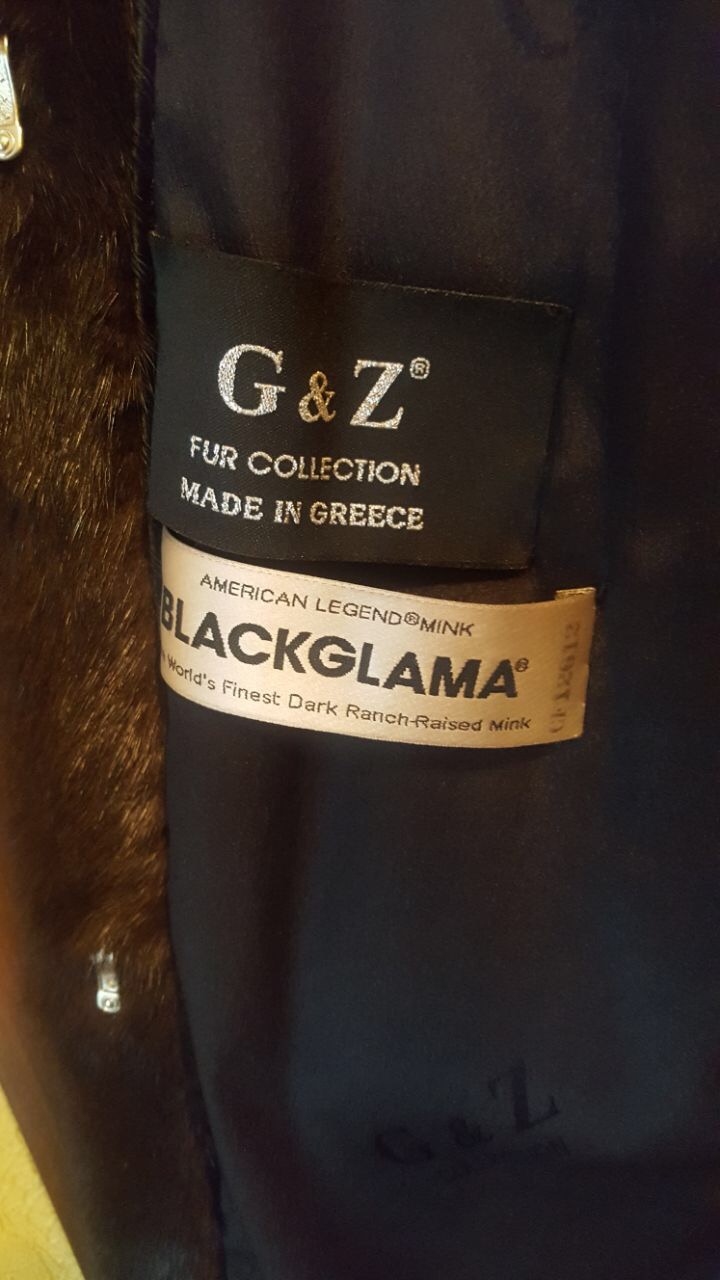 G & Z®
FUR COLLECTION
MADE IN GREECE
AMERICAN LEGEND®MINK
BLACKGLAMA®
World's Finest Dark Ranch-Raised Mink
G & Z